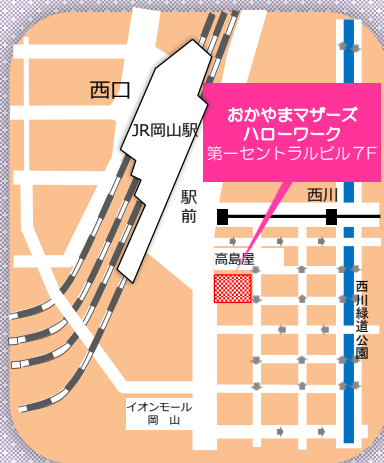 西口
JR岡山駅
おかやまマザーズ
ハローワーク
第一セントラルビル7F
駅
前
西川
高島屋
西川緑道公園
イオンモール
岡 山